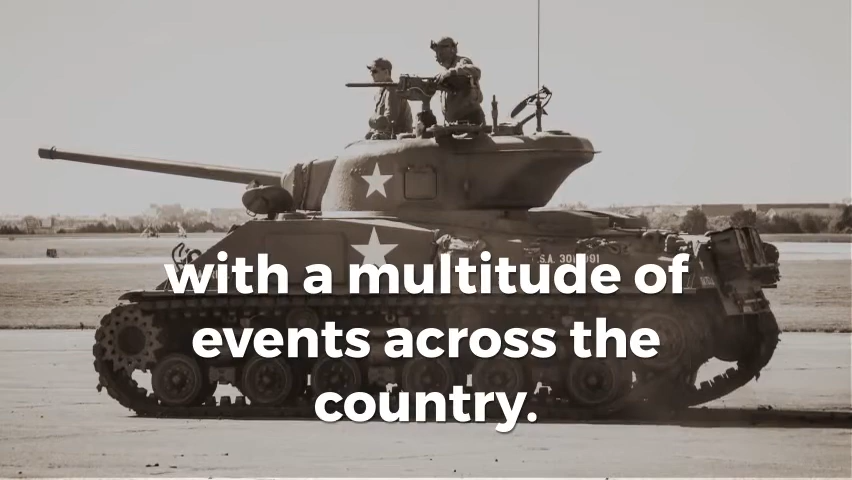 with a multitude of
events across the
country.